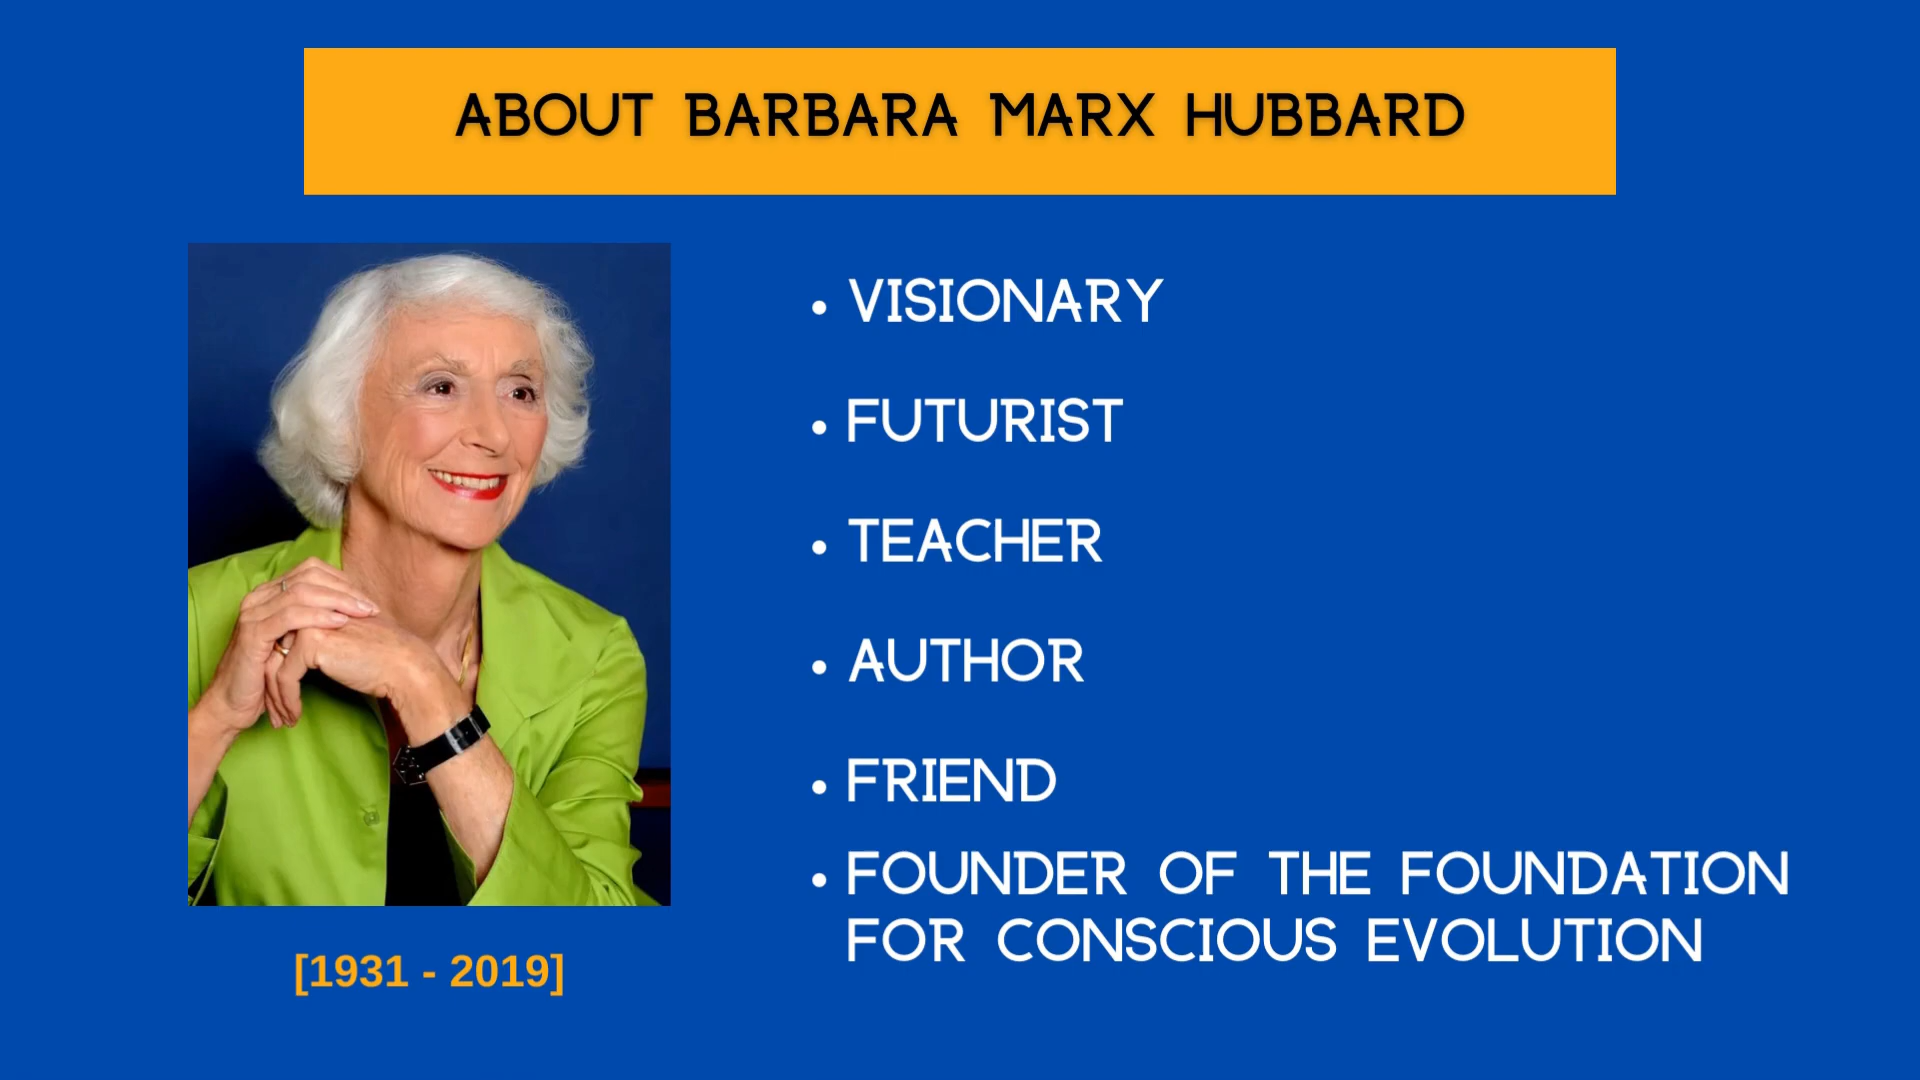 ABOUT BARBARA MARX HUBBARD
• VISIONARY
• FUTURIST
• TEACHER
• AUTHOR
• FRIEND
• FOUNDER OF THE FOUNDATION
FOR CONSCIOUS EVOLUTION
[1931 - 2019]